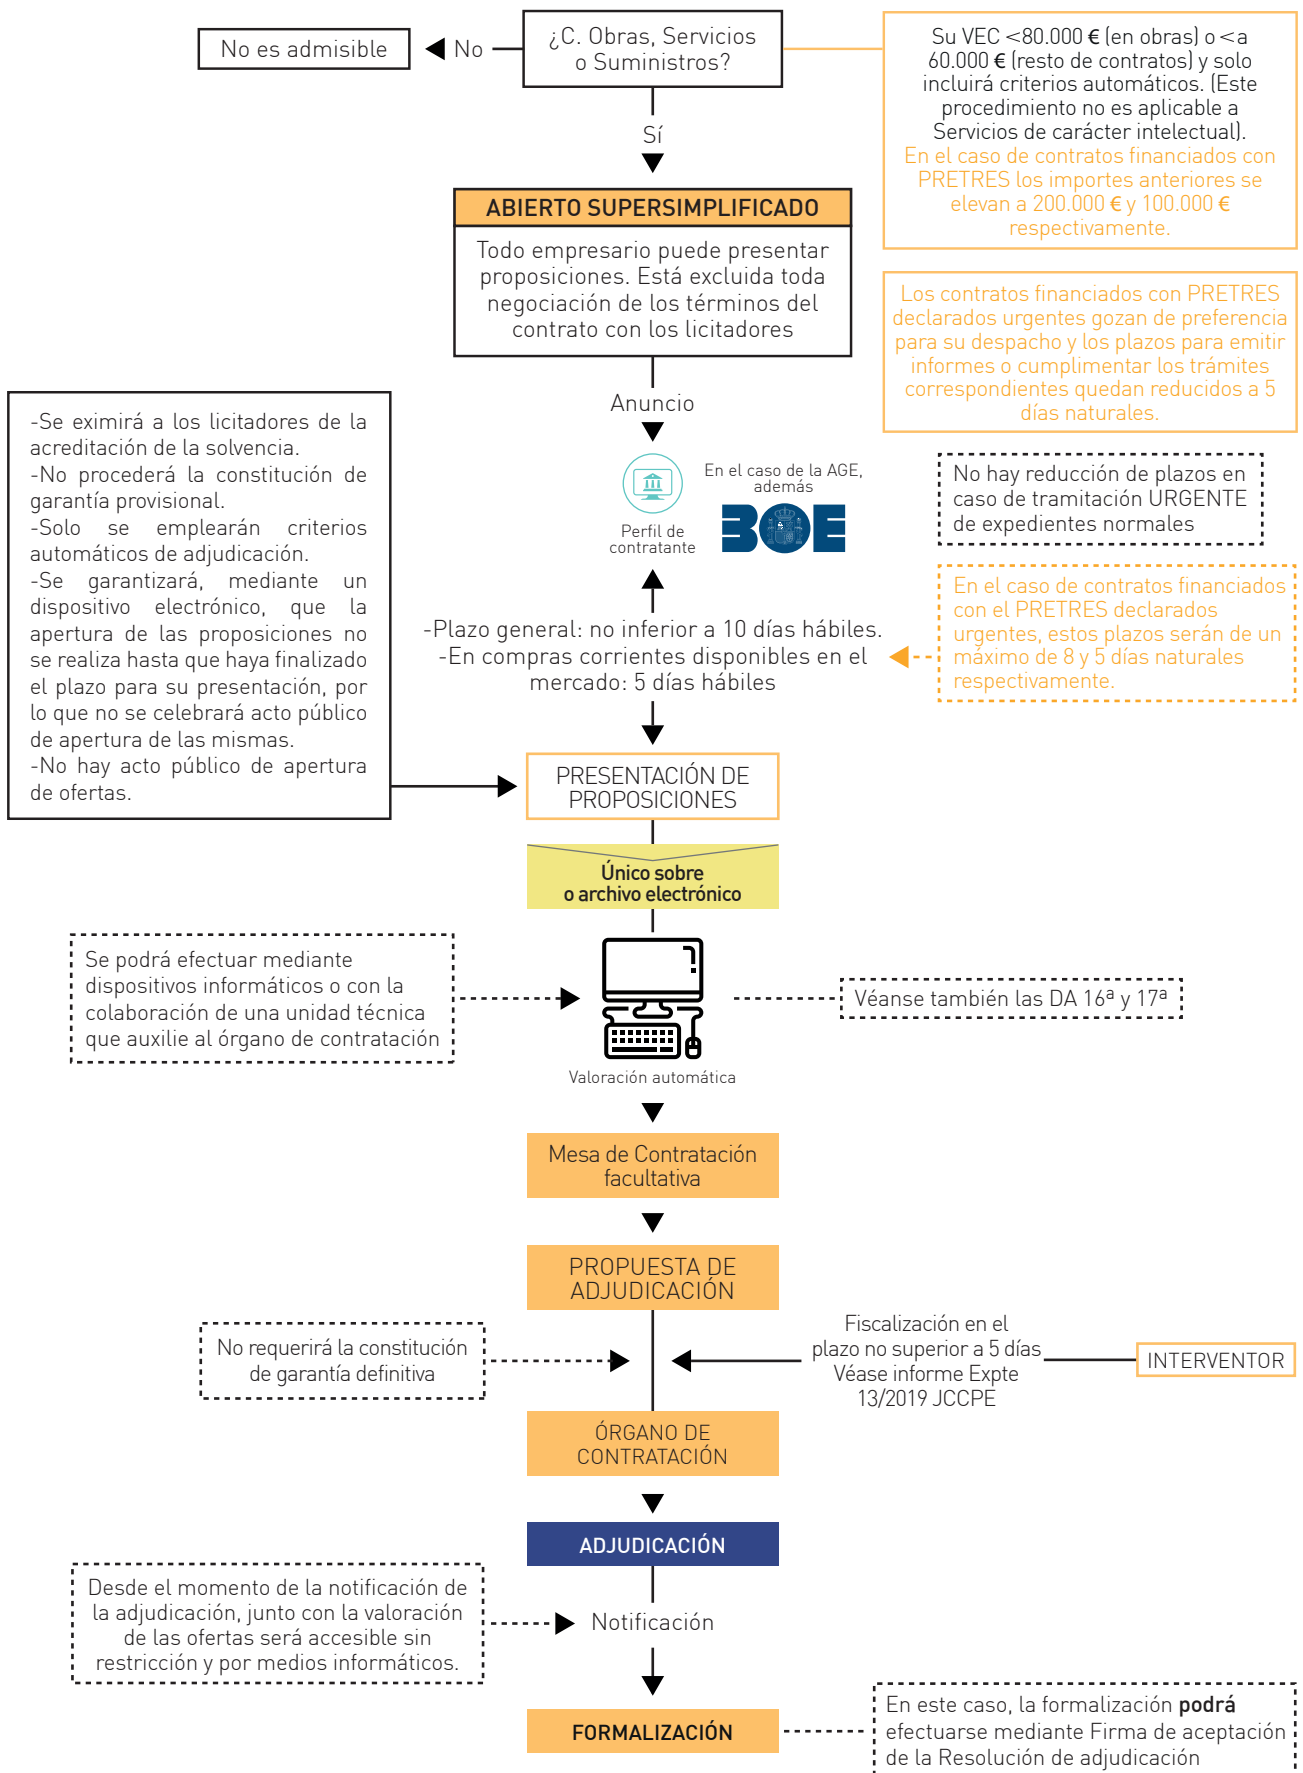 ¿C. Obras, Servicios
o Suministros?
No
No es admisible
Su VEC <80.000 € (en obras) o <a
60.000 € (resto de contratos) y solo
incluirá criterios automáticos. (Este
procedimiento no es aplicable a
Servicios de carácter intelectual).
En el caso de contratos financiados con
PRETRES los importes anteriores se
elevan a 200.000 € y 100.000 €
respectivamente.
Sí
ABIERTO SUPERSIMPLIFICADO
Todo empresario puede presentar
proposiciones. Está excluida toda
negociación de los términos del
contrato con los licitadores
Los contratos financiados con PRETRES
declarados urgentes gozan de preferencia
para su despacho y los plazos para emitir
informes o cumplimentar los trámites
correspondientes quedan reducidos a 5
días naturales.
Anuncio
Perfil de
contratante
En el caso de la AGE,
además
BOE
No hay reducción de plazos en
caso de tramitación URGENTE
de expedientes normales
-Se eximirá a los licitadores de la
acreditación de la solvencia.
-No procederá la constitución de
garantía provisional.
-Solo se emplearán criterios
automáticos de adjudicación.
-Se garantizará, mediante un
dispositivo electrónico, que la
apertura de las proposiciones no
se realiza hasta que haya finalizado
el plazo para su presentación, por
lo que no se celebrará acto público
de apertura de las mismas.
-No hay acto público de apertura
de ofertas.
-Plazo general: no inferior a 10 días hábiles.
-En compras corrientes disponibles en el
mercado: 5 días hábiles
En el caso de contratos financiados
con el PRETRES declarados
urgentes, estos plazos serán de un
máximo de 8 y 5 días naturales
respectivamente.
PRESENTACIÓN DE
PROPOSICIONES
Único sobre
o archivo electrónico
Se podrá efectuar mediante
dispositivos informáticos o con la
colaboración de una unidad técnica
que auxilie al órgano de contratación
Valoración automática
Véanse también las DA 16ª y 17ª
Mesa de Contratación
facultativa
PROPUESTA DE
ADJUDICACIÓN
No requerirá la constitución
de garantía definitiva
Fiscalización en el
plazo no superior a 5 días
Véase informe Expte
13/2019 JCCPE
INTERVENTOR
ÓRGANO DE
CONTRATACIÓN
ADJUDICACIÓN
Desde el momento de la notificación de
la adjudicación, junto con la valoración
de las ofertas será accesible sin
restricción y por medios informáticos.
Notificación
FORMALIZACIÓN
En este caso, la formalización podrá
efectuarse mediante Firma de aceptación
de la Resolución de adjudicación